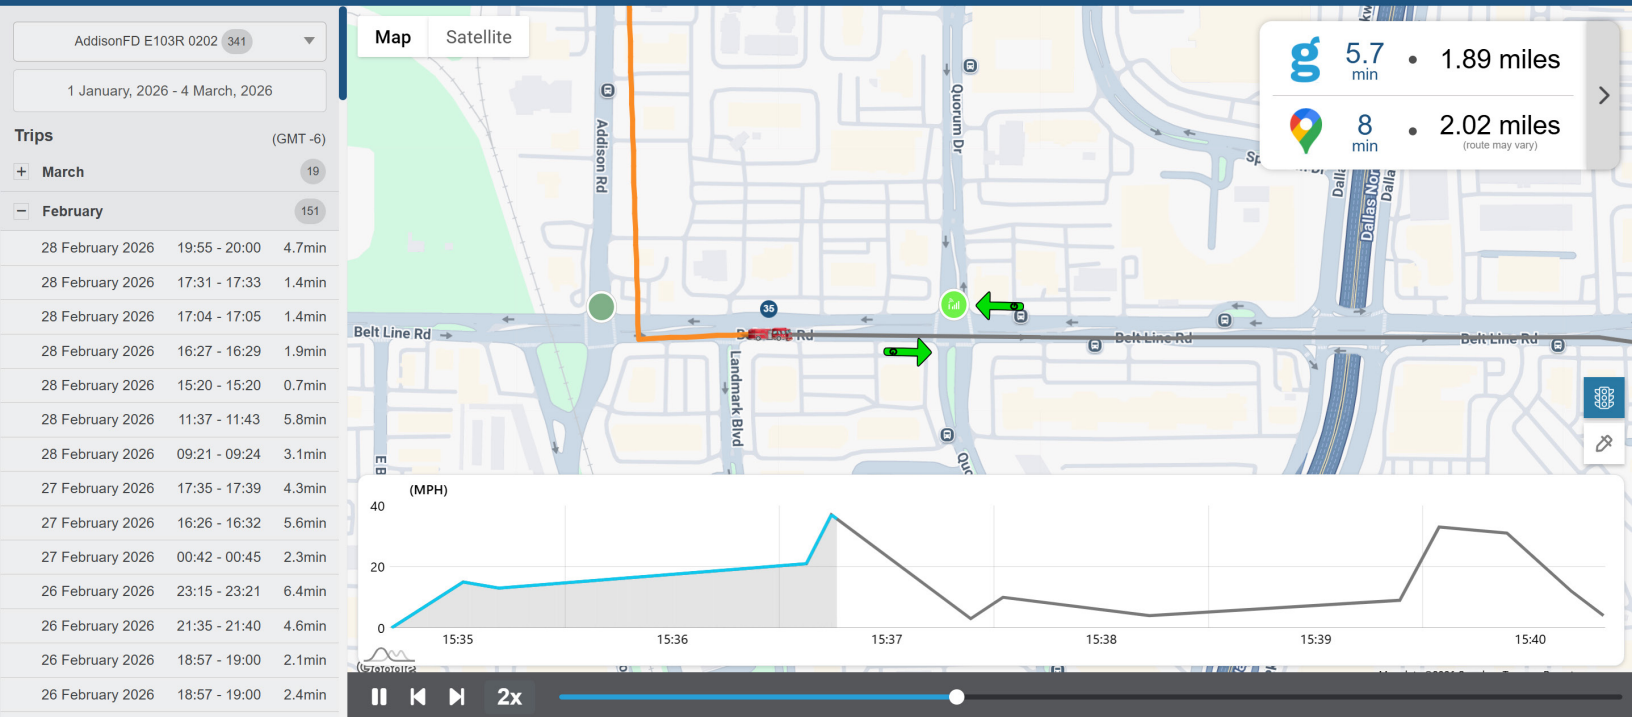 AddisonFD E103R 0202 341
1 January, 2026 - 4 March, 2026
Trips (GMT -6)
March 19
February 151
28 February 2026 19:55 - 20:00 4.7min
28 February 2026 17:31 - 17:33 1.4min
28 February 2026 17:04 - 17:05 1.4min
28 February 2026 16:27 - 16:29 1.9min
28 February 2026 15:20 - 15:20 0.7min
28 February 2026 11:37 - 11:43 5.8min
28 February 2026 09:21 - 09:24 3.1min
27 February 2026 17:35 - 17:39 4.3min
27 February 2026 16:26 - 16:32 5.6min
27 February 2026 00:42 - 00:45 2.3min
26 February 2026 23:15 - 23:21 6.4min
26 February 2026 21:35 - 21:40 4.6min
26 February 2026 18:57 - 19:00 2.1min
26 February 2026 18:57 - 19:00 2.4min
Map Satellite
g 5.7 min • 1.89 miles
8 min • 2.02 miles
(route may vary)
Addison Rd
Quorum Dr
Dallas Nor
Dalla
Dalla
35
Belt Line Rd
Rd
Belt Line Rd
Belt Line Rd
Landmark Blvd
E B
Quo
(MPH)
40
20
0
15:35 15:36 15:37 15:38 15:39 15:40
2x